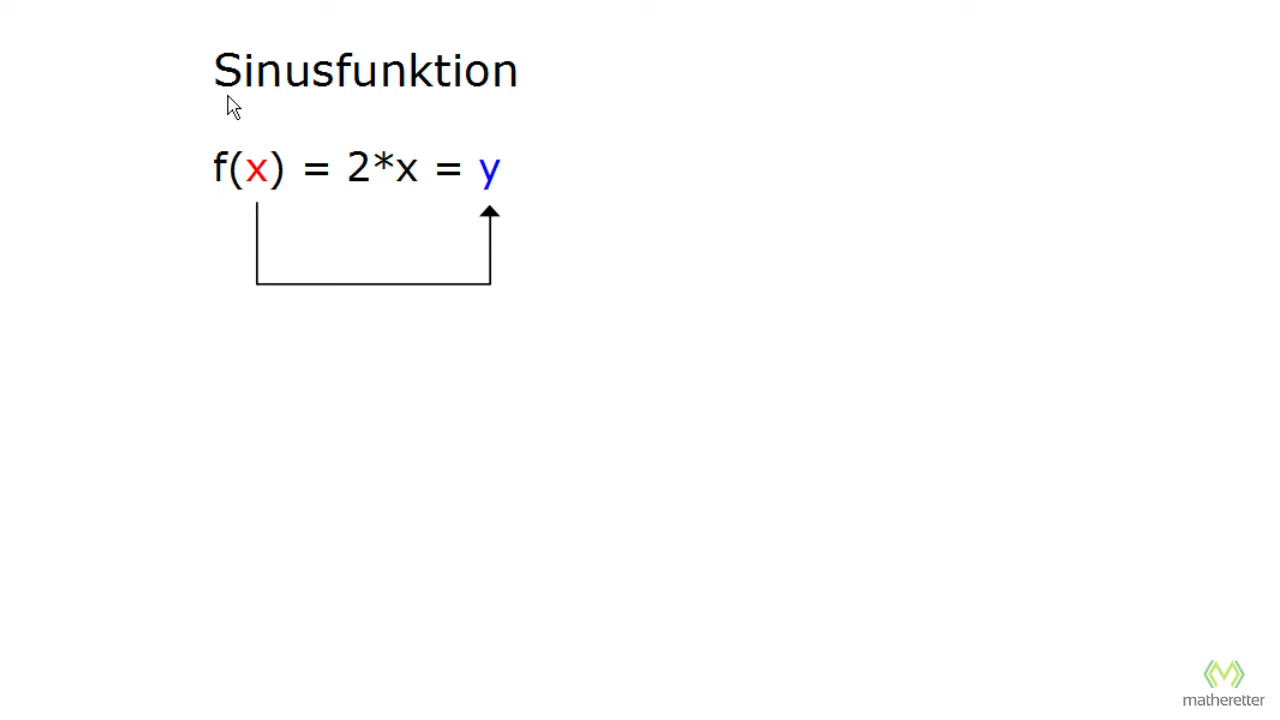 Sinusfunktion
f(x) = 2*x = y
matheretter